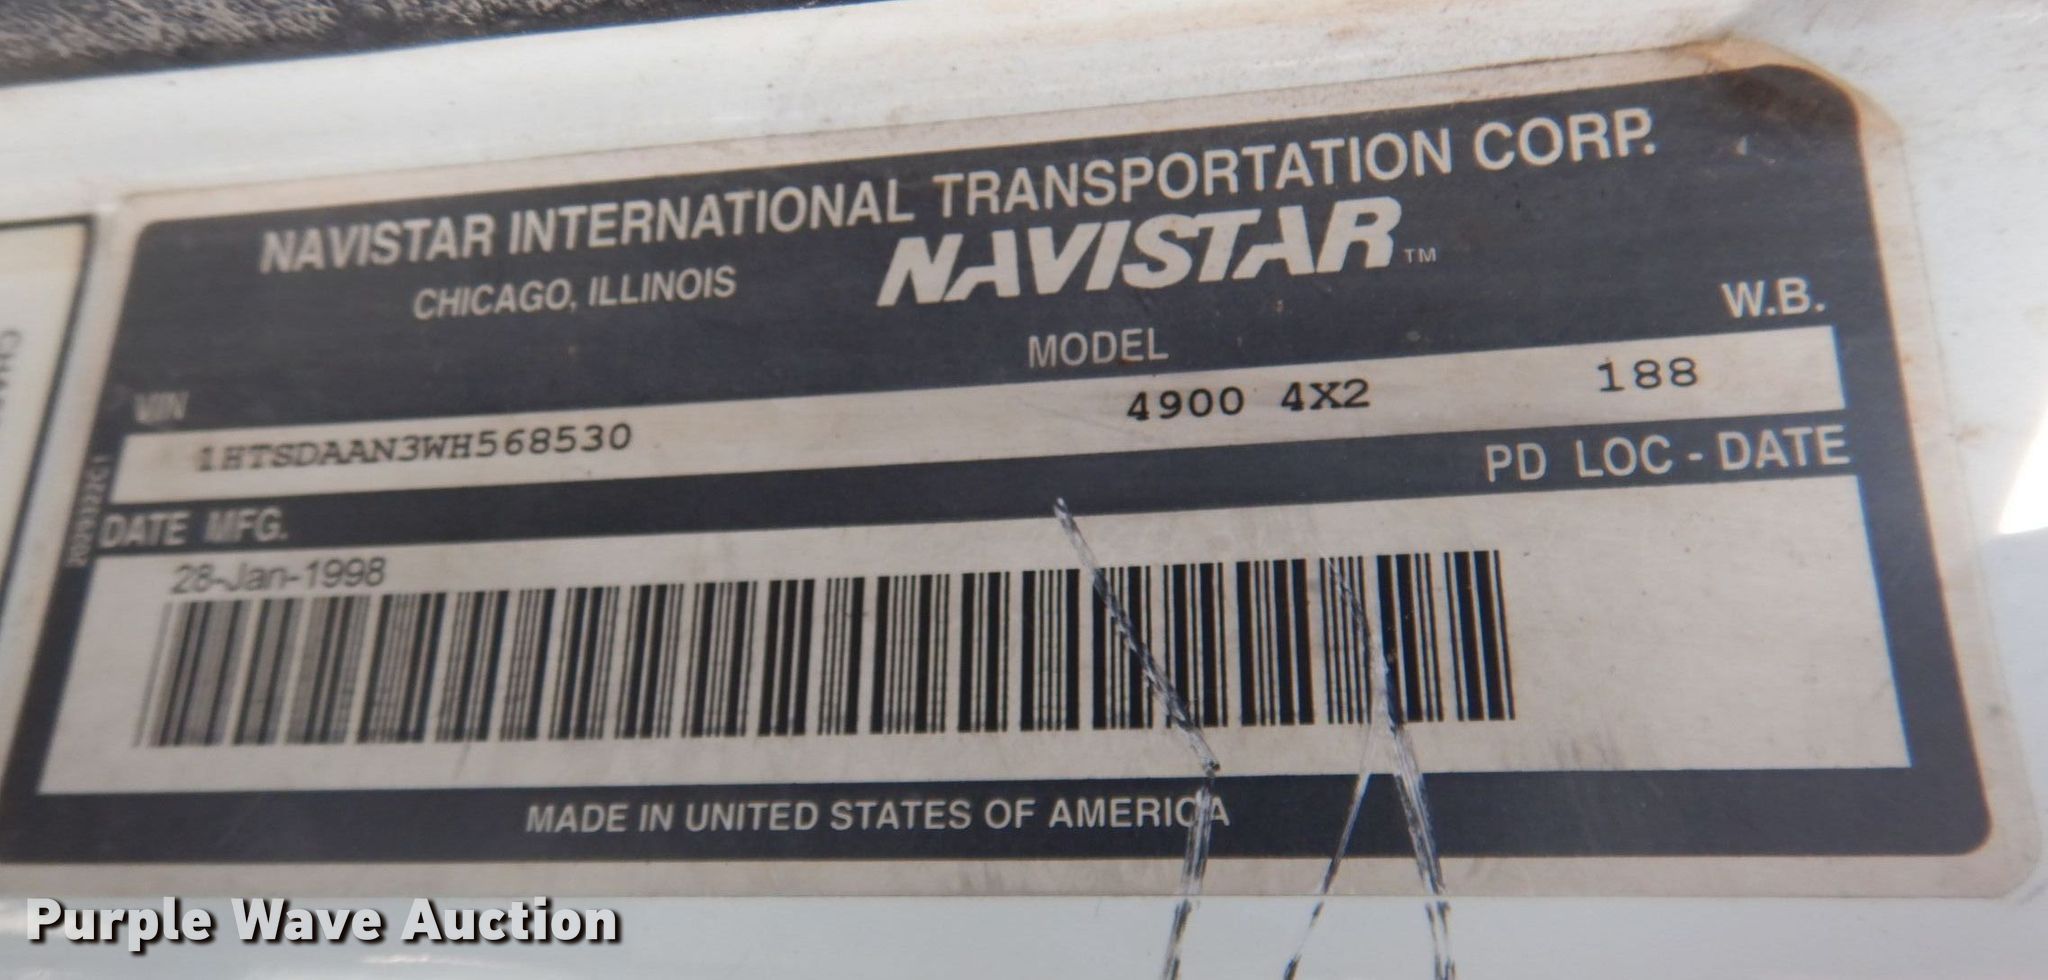 NAVISTAR INTERNATIONAL TRANSPORTATION CORP.
CHICAGO, ILLINOIS
NAVISTAR™
VIN
MODEL
W.B.
1HTSDAAN3WH568530
4900 4X2
188
DATE MFG.
PD LOC - DATE
28-Jan-1998
MADE IN UNITED STATES OF AMERICA
Purple Wave Auction